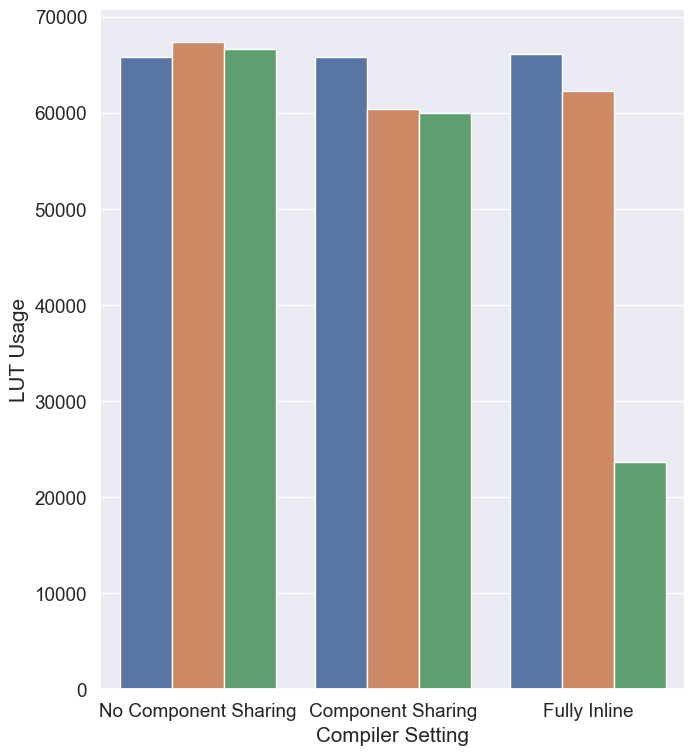 70000
60000
50000
40000
30000
20000
10000
0
LUT Usage
No Component Sharing Component Sharing Fully Inline
Compiler Setting